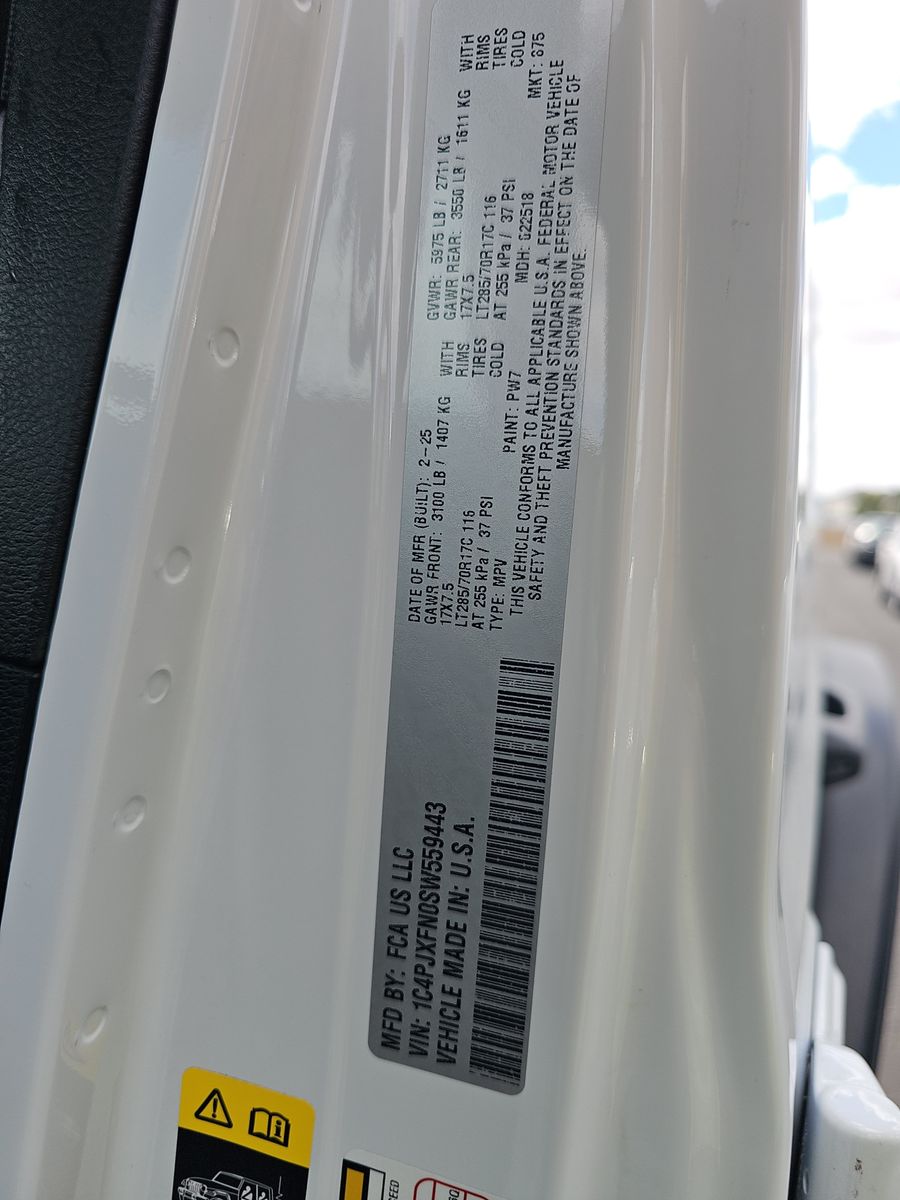 MFD BY: FCA US LLC
VIN: 1C4PJXFN0SW559443
VEHICLE MADE IN: U.S.A.
DATE OF MFR (BUILT): 2-25
GAWR FRONT: 3100 LB / 1407 KG WITH
17X7.5 RIMS
LT285/70R17C 116 TIRES
AT 255 kPa / 37 PSI COLD
TYPE: MPV PAINT: PW7
GVWR: 5975 LB / 2711 KG
GAWR REAR: 3550 LB / 1611 KG WITH
17X7.5 RIMS
LT285/70R17C 116 TIRES
AT 255 kPa / 37 PSI COLD
MDH: 022518 MKT: 675
THIS VEHICLE CONFORMS TO ALL APPLICABLE U.S.A. FEDERAL MOTOR VEHICLE
SAFETY AND THEFT PREVENTION STANDARDS IN EFFECT ON THE DATE OF
MANUFACTURE SHOWN ABOVE.